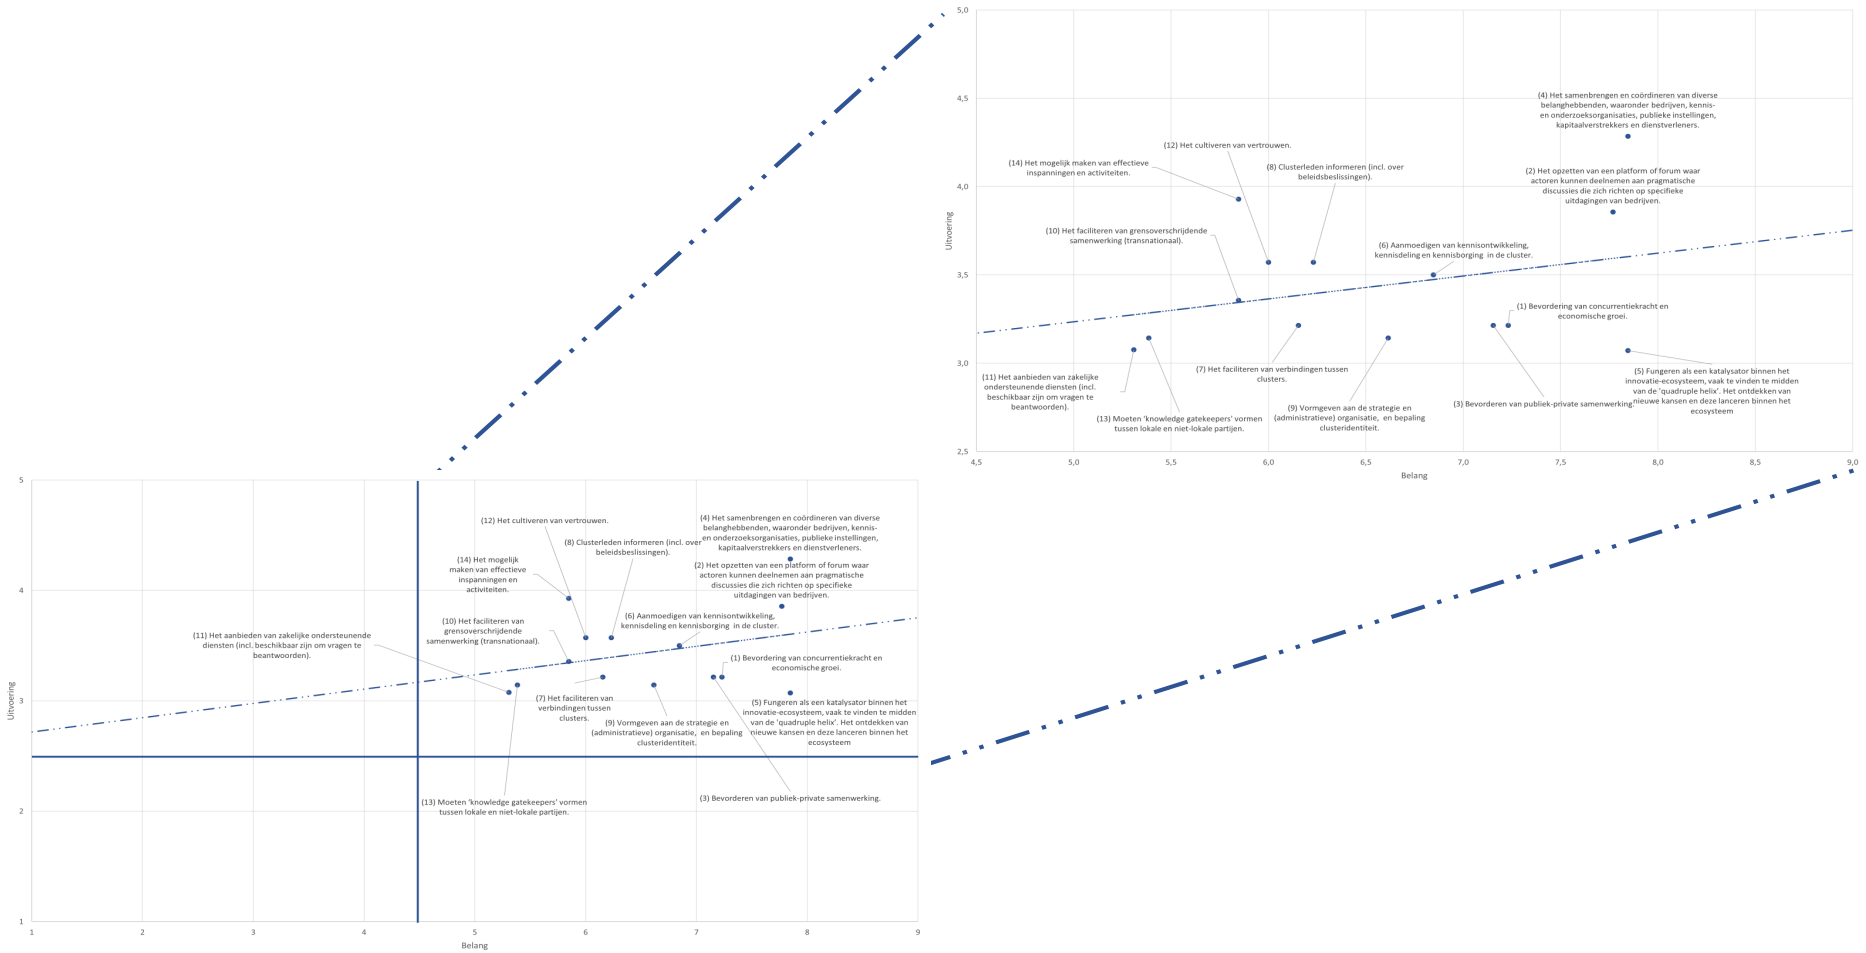 5,0
4,5
4,0
3,5
3,0
2,5
Uitvoering
(4) Het samenbrengen en coördineren van diverse
belanghebbenden, waaronder bedrijven, kennis-
en onderzoeksorganisaties, publieke instellingen,
kapitaalverstrekkers en dienstverleners.
(12) Het cultiveren van vertrouwen.
(14) Het mogelijk maken van effectieve
inspanningen en activiteiten.
(8) Clusterleden informeren (incl. over
beleidsbeslissingen).
(2) Het opzetten van een platform of forum waar
actoren kunnen deelnemen aan pragmatische
discussies die zich richten op specifieke
uitdagingen van bedrijven.
(10) Het faciliteren van grensoverschrijdende
samenwerking (transnationaal).
(6) Aanmoedigen van kennisontwikkeling,
kennisdeling en kennisborging in de cluster.
(1) Bevordering van concurrentiekracht en
economische groei.
(7) Het faciliteren van verbindingen tussen
clusters.
(11) Het aanbieden van zakelijke
ondersteunende diensten (incl.
beschikbaar zijn om vragen te
beantwoorden).
(5) Fungeren als een katalysator binnen het
innovatie-ecosysteem, vaak te vinden te midden
van de 'quadruple helix'. Het ontdekken van
nieuwe kansen en deze lanceren binnen het
ecosysteem
(3) Bevorderen van publiek-private samenwerking.
(9) Vormgeven aan de strategie en
(administratieve) organisatie, en bepaling
clusteridentiteit.
(13) Moeten 'knowledge gatekeepers' vormen
tussen lokale en niet-lokale partijen.
4,5 5,0 5,5 6,0 6,5 7,0 7,5 8,0 8,5 9,0
Belang
5
4
3
2
1
Uitvoering
(12) Het cultiveren van vertrouwen.
(4) Het samenbrengen en coördineren van diverse
belanghebbenden, waaronder bedrijven, kennis-
en onderzoeksorganisaties, publieke instellingen,
kapitaalverstrekkers en dienstverleners.
(8) Clusterleden informeren (incl. over
beleidsbeslissingen).
(14) Het mogelijk
maken van effectieve
inspanningen en
activiteiten.
(2) Het opzetten van een platform of forum waar
actoren kunnen deelnemen aan pragmatische
discussies die zich richten op specifieke
uitdagingen van bedrijven.
(10) Het faciliteren van
grensoverschrijdende
samenwerking (transnationaal).
(6) Aanmoedigen van kennisontwikkeling,
kennisdeling en kennisborging in de cluster.
(11) Het aanbieden van zakelijke ondersteunende
diensten (incl. beschikbaar zijn om vragen te
beantwoorden).
(1) Bevordering van concurrentiekracht en
economische groei.
(7) Het faciliteren van
verbindingen tussen
clusters.
(5) Fungeren als een katalysator binnen het
innovatie-ecosysteem, vaak te vinden te midden
van de 'quadruple helix'. Het ontdekken van
nieuwe kansen en deze lanceren binnen het
ecosysteem
(9) Vormgeven aan de strategie en
(administratieve) organisatie, en bepaling
clusteridentiteit.
(13) Moeten 'knowledge gatekeepers' vormen
tussen lokale en niet-lokale partijen.
(3) Bevorderen van publiek-private samenwerking.
1 2 3 4 5 6 7 8 9
Belang